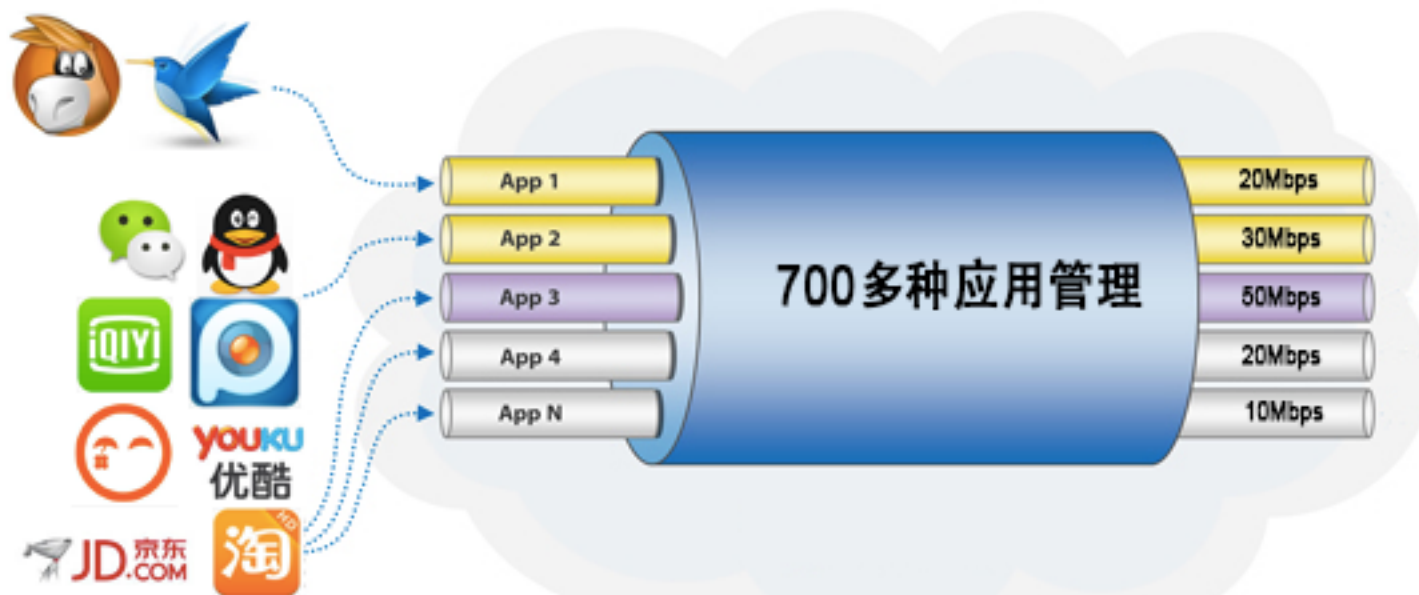 App 1
20Mbps
App 2
30Mbps
App 3
50Mbps
700多种应用管理
App 4
20Mbps
App N
10Mbps
iQIYI
YOUKU
优酷
JD.COM
京东
淘
HD